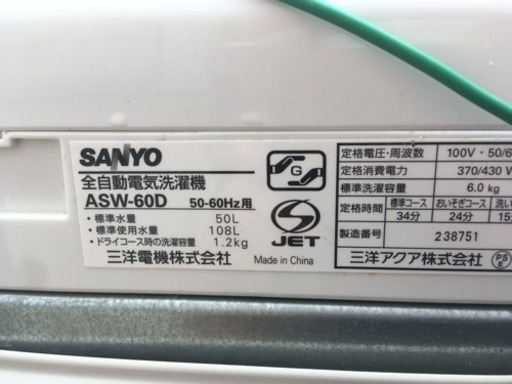 SANYO
全自動電気洗濯機
ASW-60D 50-60Hz用
・標準水量 50L
・標準使用水量 108L
・ドライコース時の洗濯容量 1.2kg
三洋電機株式会社
G
S
JET
Made in China
定格電圧・周波数 100V・50/6
定格消費電力 370/430 W
標準洗濯容量 6.0 k
定格時間 標準コース おいそぎコース 洗い
34分 24分 15
製造番号 238751
三洋アクア株式会社
PS
E